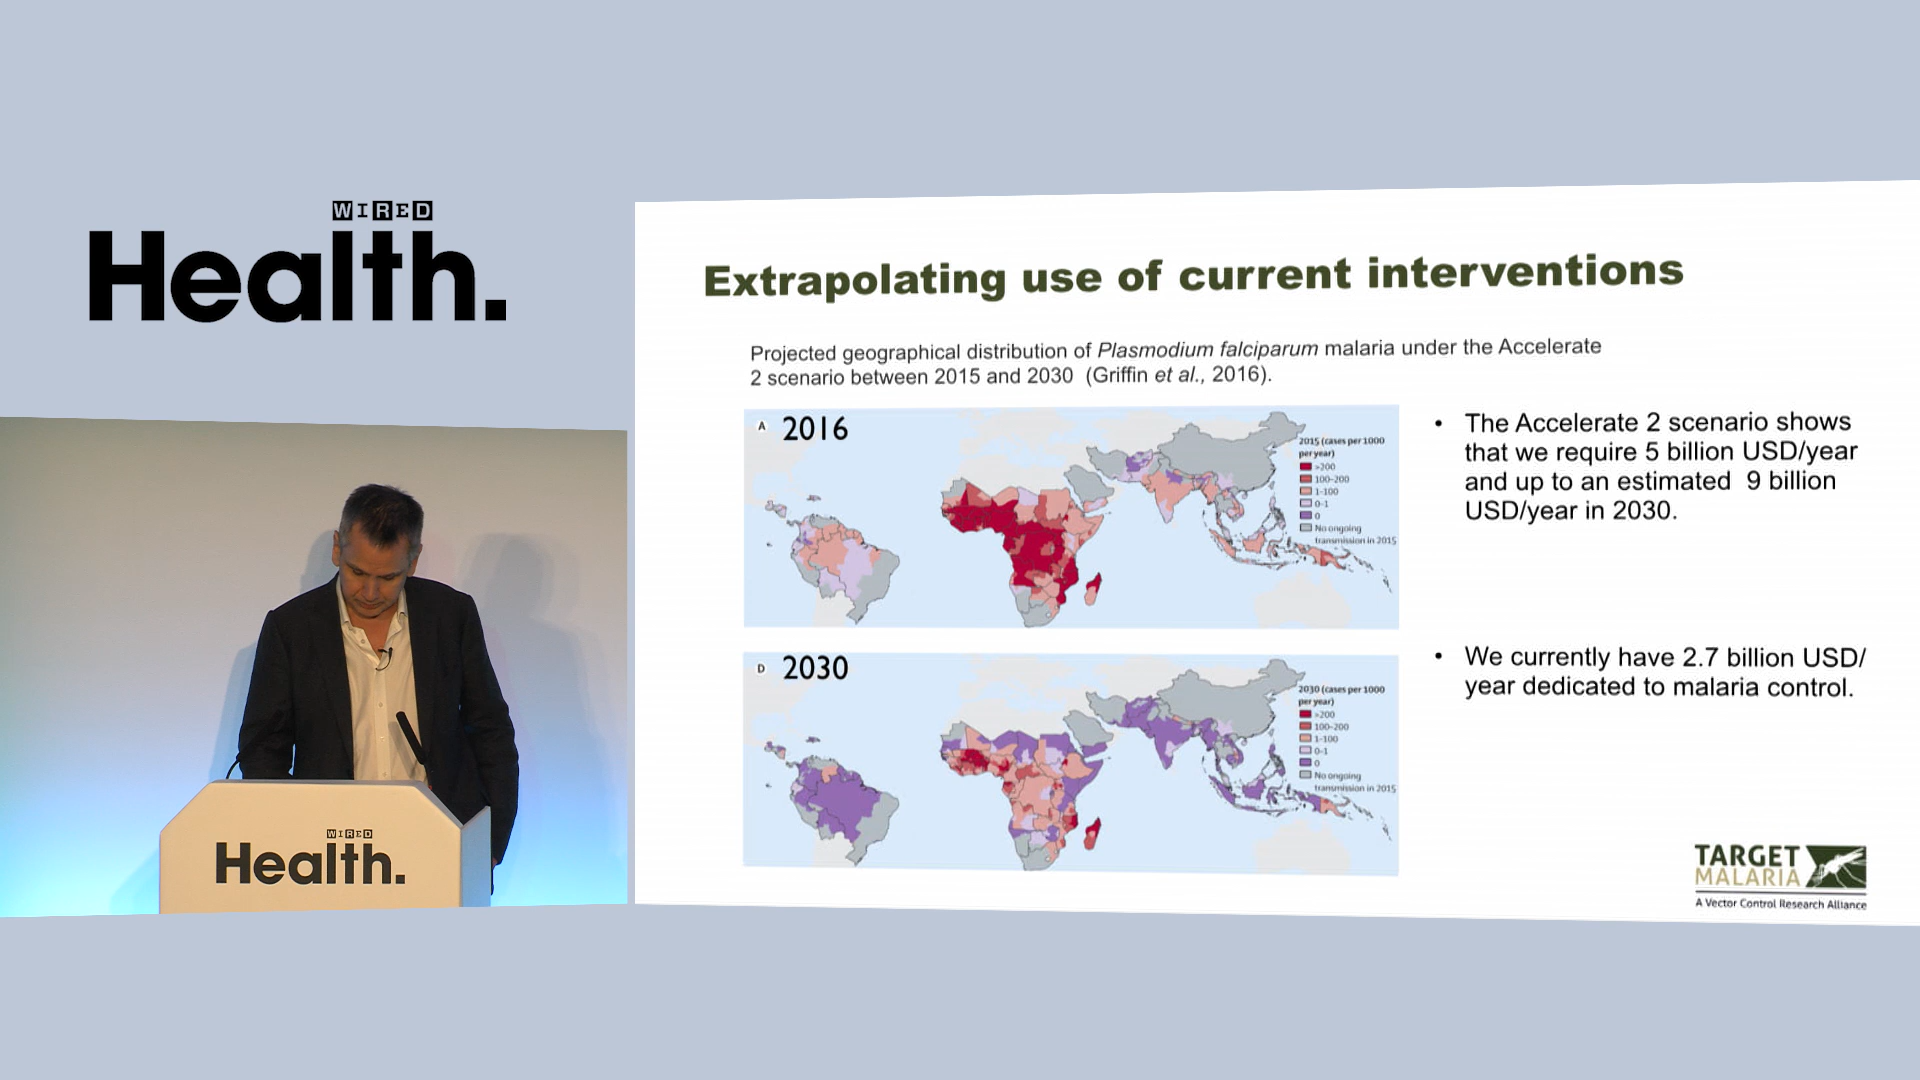 WIRED
Health.
Extrapolating use of current interventions
Projected geographical distribution of Plasmodium falciparum malaria under the Accelerate
2 scenario between 2015 and 2030 (Griffin et al., 2016).
A 2016
2015 (cases per 1000
per year)
>200
100-200
1-100
0-1
0
No ongoing
transmission in 2015
• The Accelerate 2 scenario shows
that we require 5 billion USD/year
and up to an estimated 9 billion
USD/year in 2030.
D 2030
2030 (cases per 1000
per year)
>200
100-200
1-100
0-1
0
No ongoing
transmission in 2015
• We currently have 2.7 billion USD/
year dedicated to malaria control.
TARGET
MALARIA
A Vector Control Research Alliance
WIRED
Health.